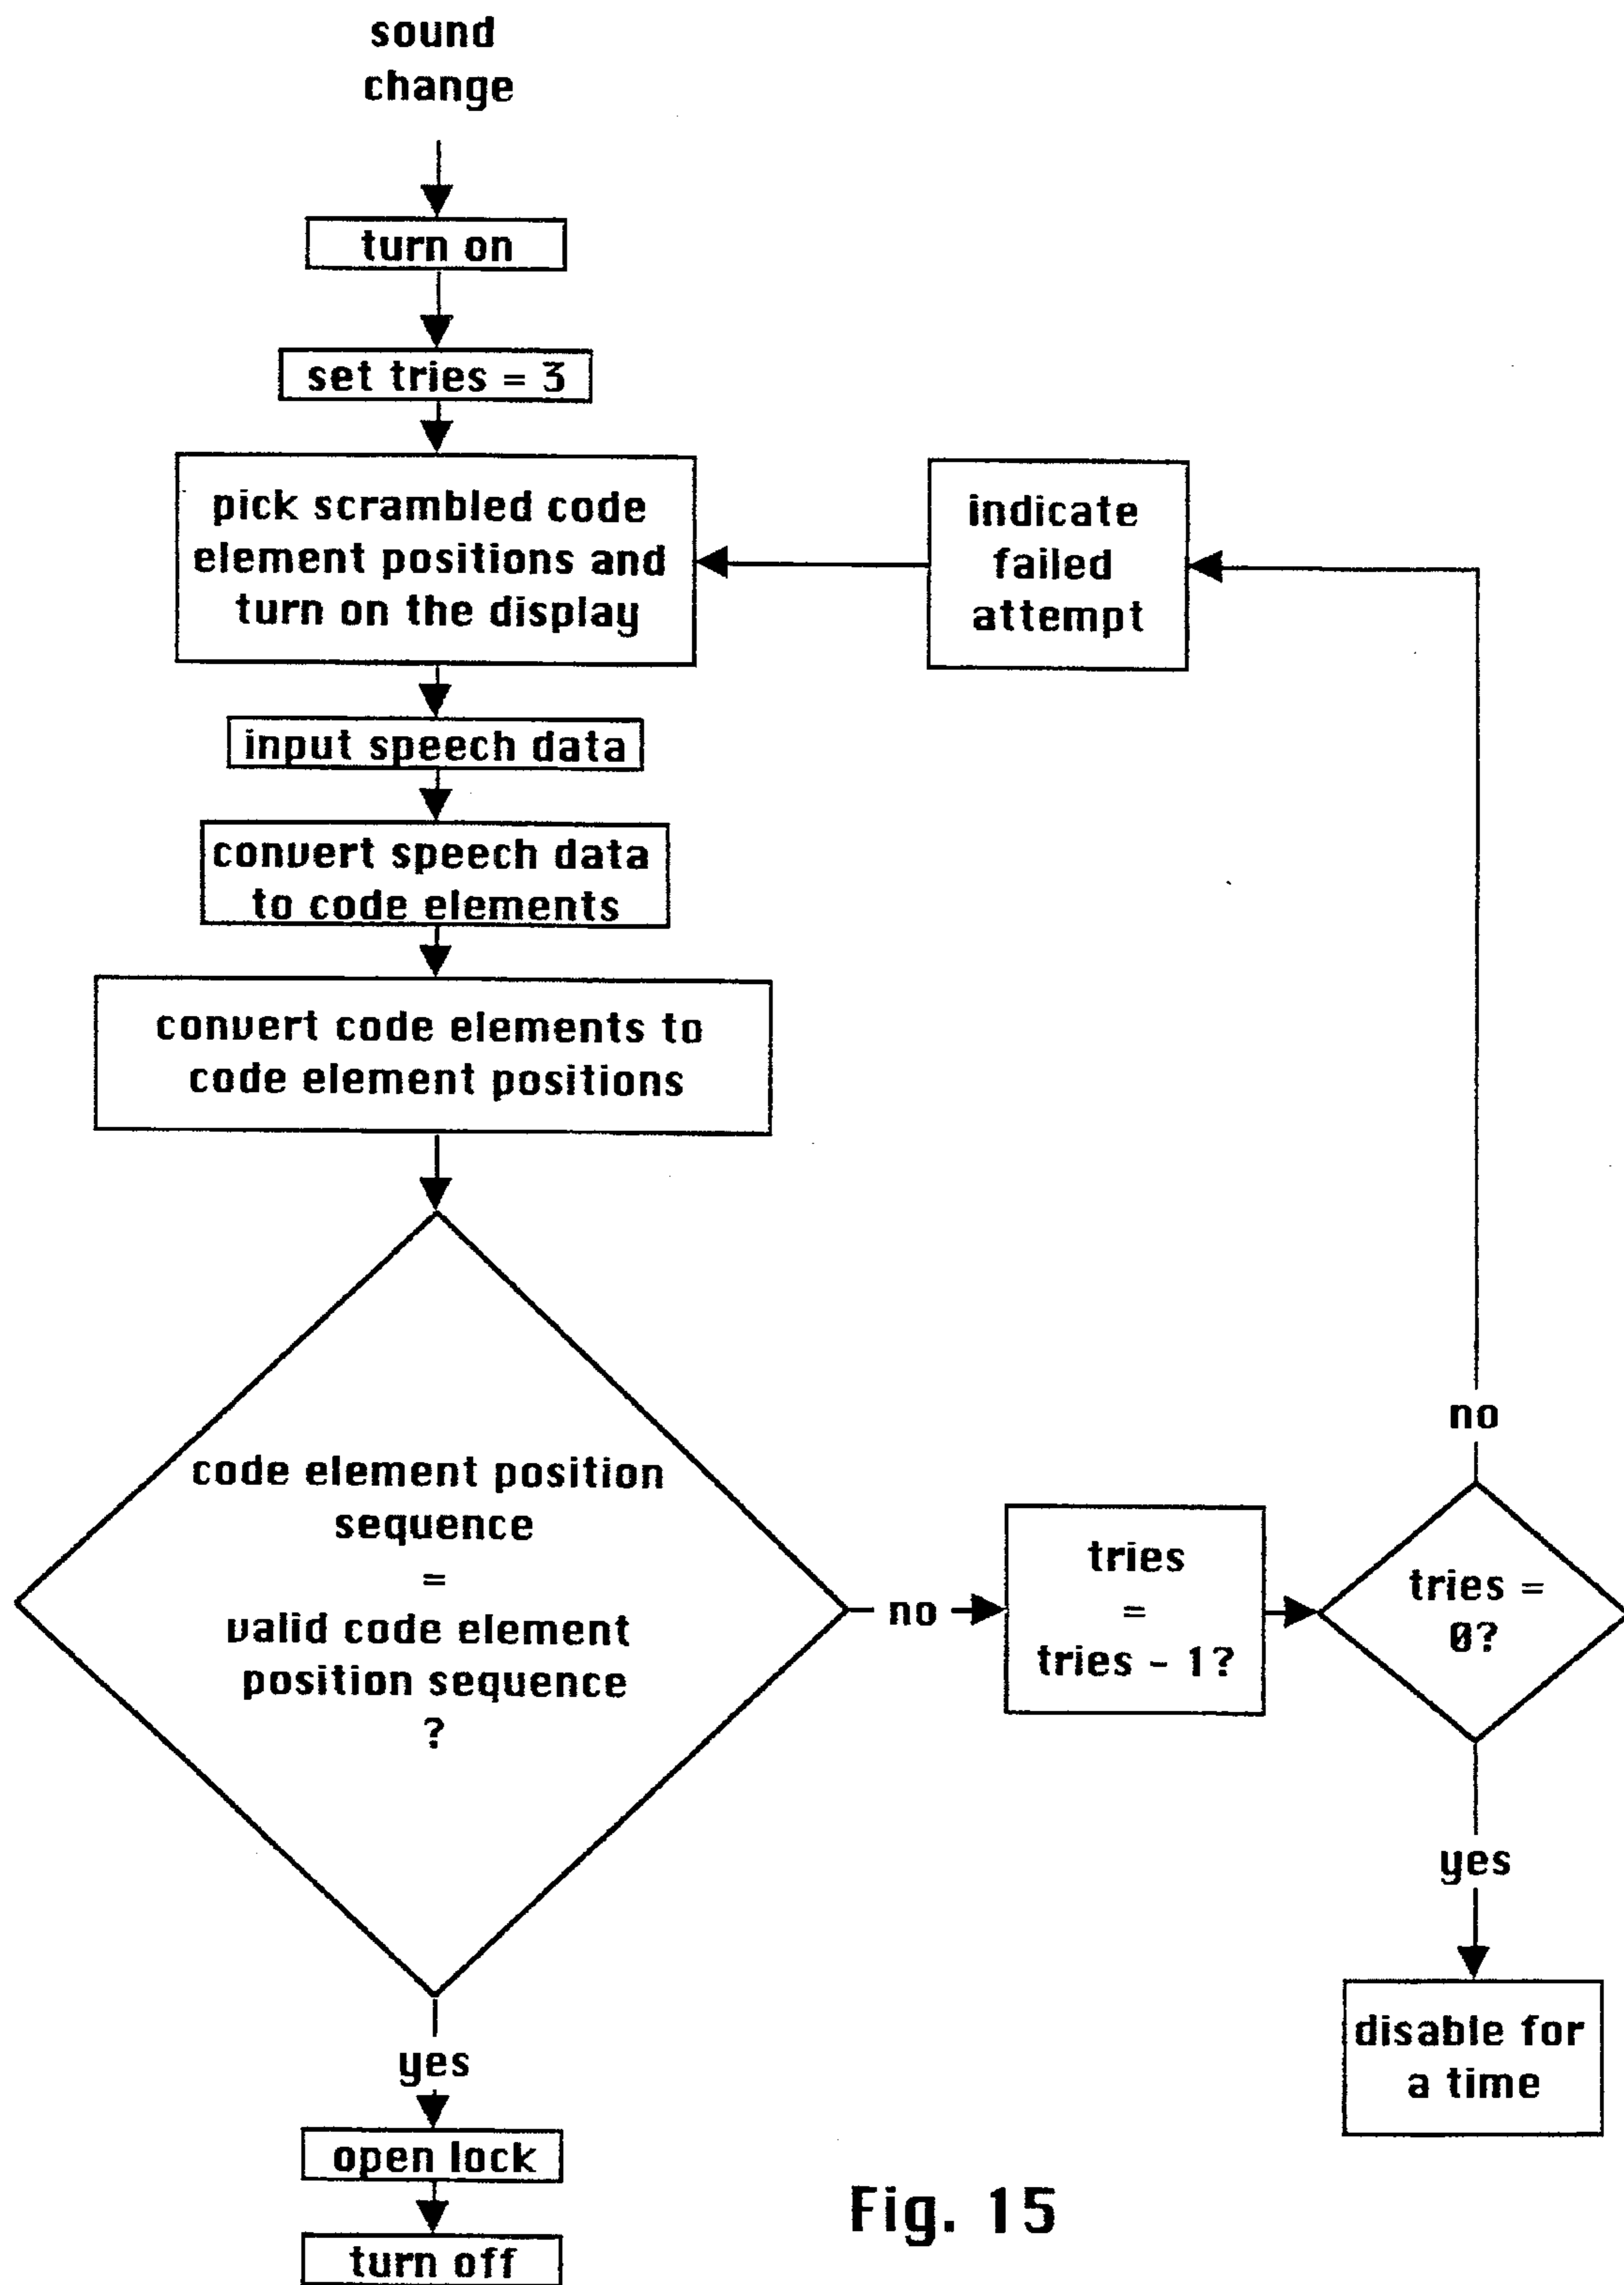 sound
change
turn on
set tries = 3
pick scrambled code
element positions and
turn on the display
indicate
failed
attempt
input speech data
convert speech data
to code elements
convert code elements to
code element positions
code element position
sequence
=
valid code element
position sequence
?
no
tries
=
tries - 1?
tries =
0?
no
yes
disable for
a time
yes
open lock
turn off
Fig. 15